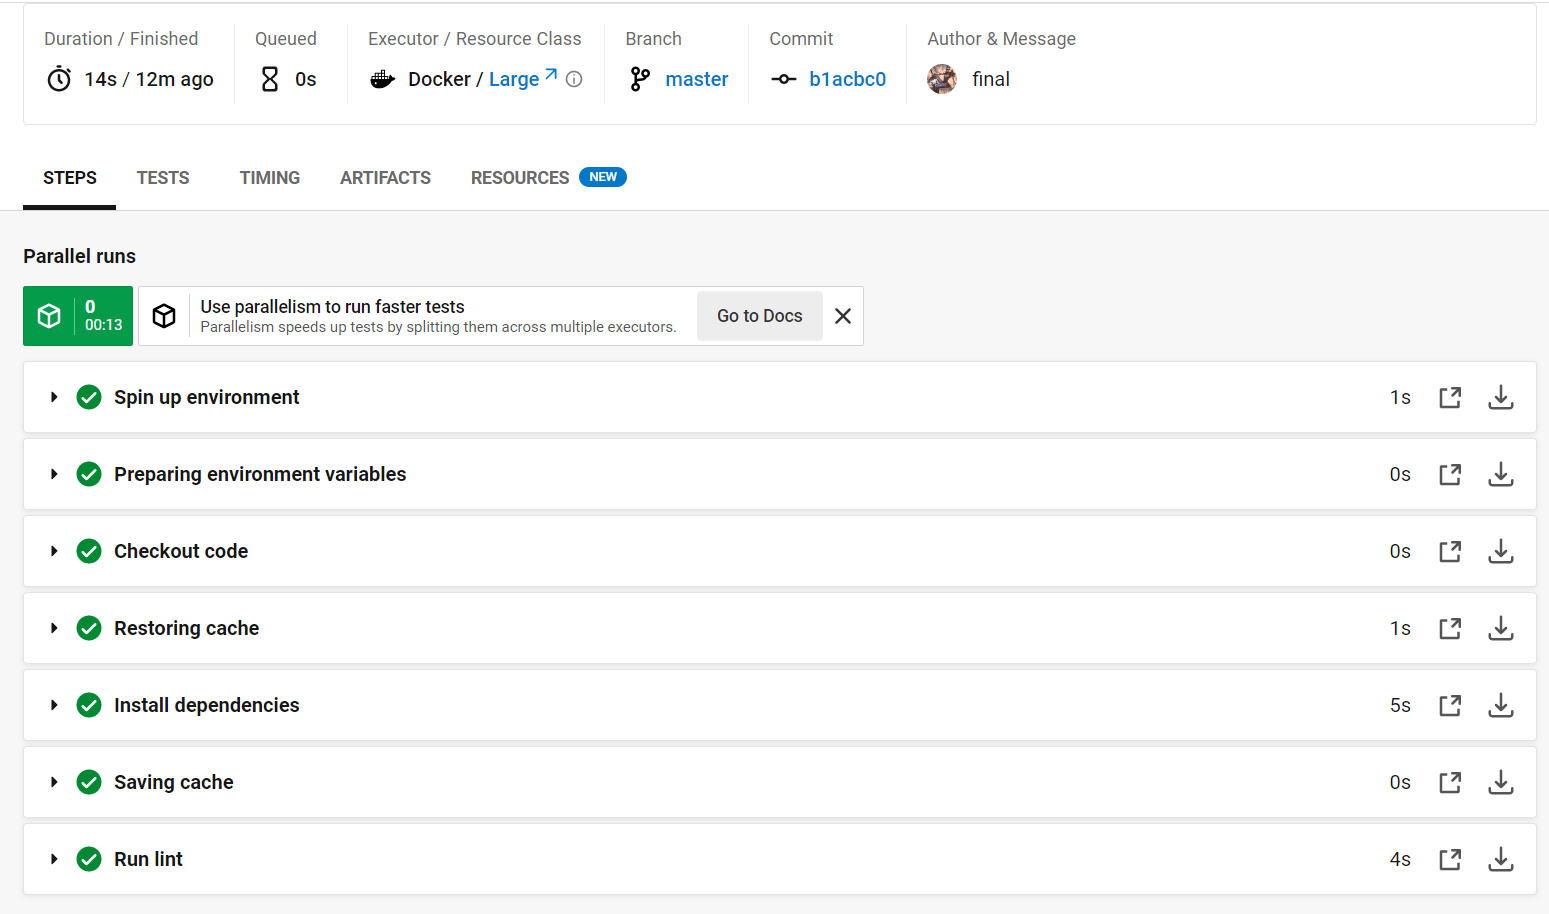 Duration / Finished
14s / 12m ago
Queued
0s
Executor / Resource Class
Docker / Large
Branch
master
Commit
b1acbc0
Author & Message
final
STEPS TESTS TIMING ARTIFACTS RESOURCES NEW
Parallel runs
0
00:13
Use parallelism to run faster tests
Parallelism speeds up tests by splitting them across multiple executors.
Go to Docs
Spin up environment 1s
Preparing environment variables 0s
Checkout code 0s
Restoring cache 1s
Install dependencies 5s
Saving cache 0s
Run lint 4s